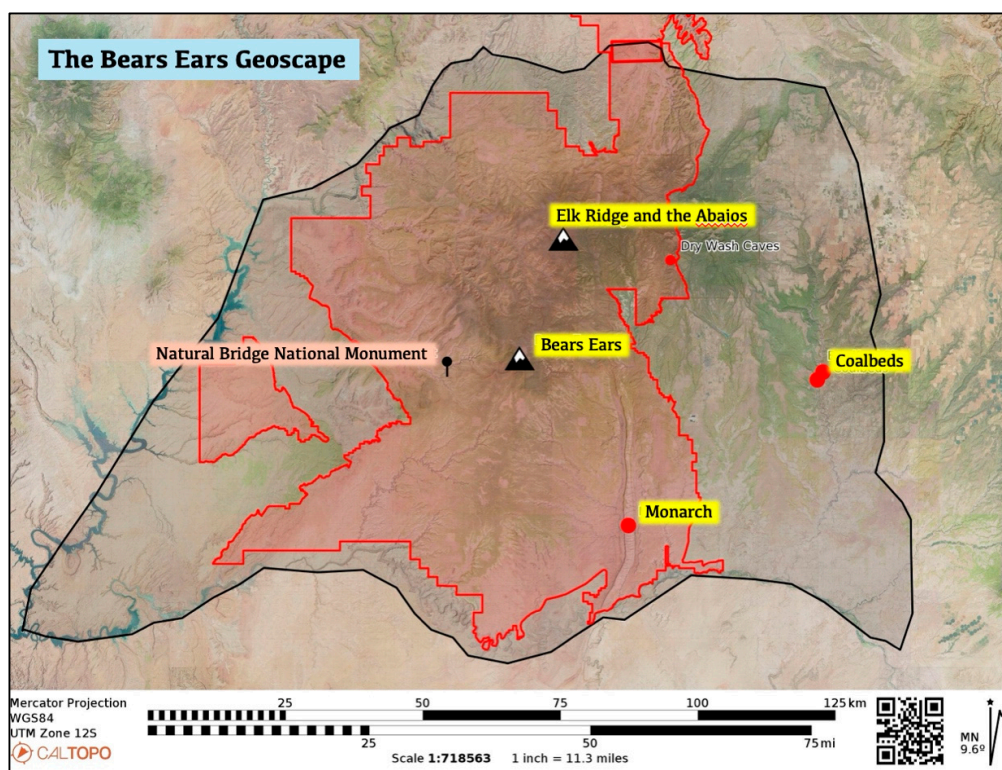 The Bears Ears Geoscape
Elk Ridge and the Abajos
Dry Wash Caves
Bears Ears
Natural Bridge National Monument
Coalbeds
Monarch
Mercator Projection
WGS84
UTM Zone 12S
CALTOPO
25 50 75 100 125 km
25 50 75 mi
Scale 1:718563 1 inch = 11.3 miles
MN
9.6º